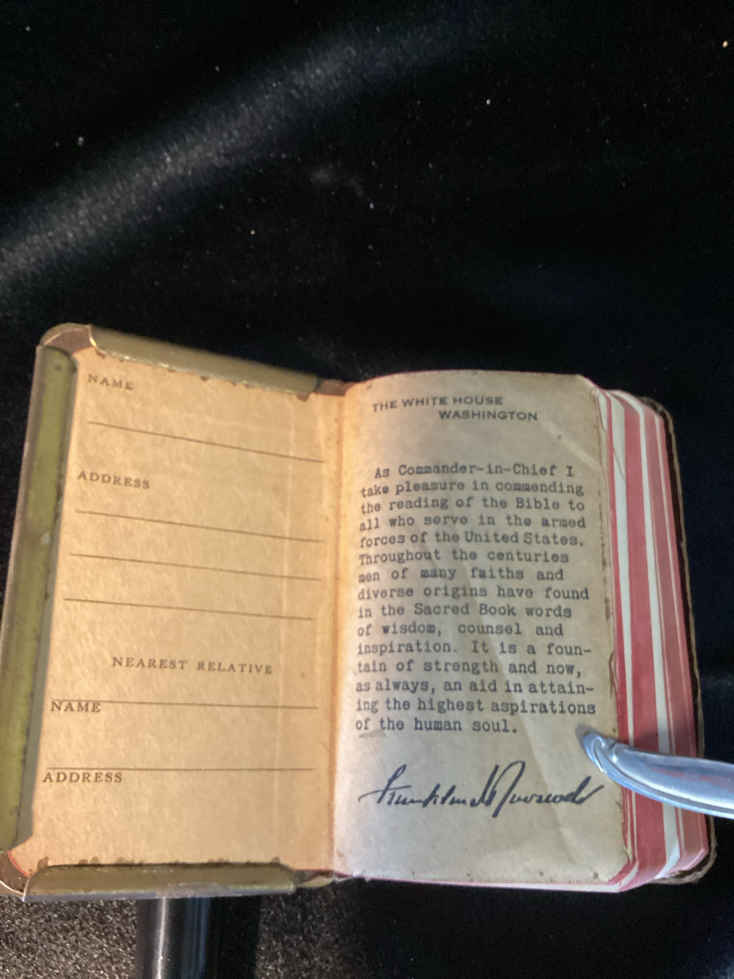 NAME
ADDRESS
NEAREST RELATIVE
NAME
ADDRESS
THE WHITE HOUSE
WASHINGTON
As Commander-in-Chief I
take pleasure in commending
the reading of the Bible to
all who serve in the armed
forces of the United States.
Throughout the centuries
men of many faiths and
diverse origins have found
in the Sacred Book words
of wisdom, counsel and
inspiration. It is a foun-
tain of strength and now,
as always, an aid in attain-
ing the highest aspirations
of the human soul.
Franklin D Roosevelt